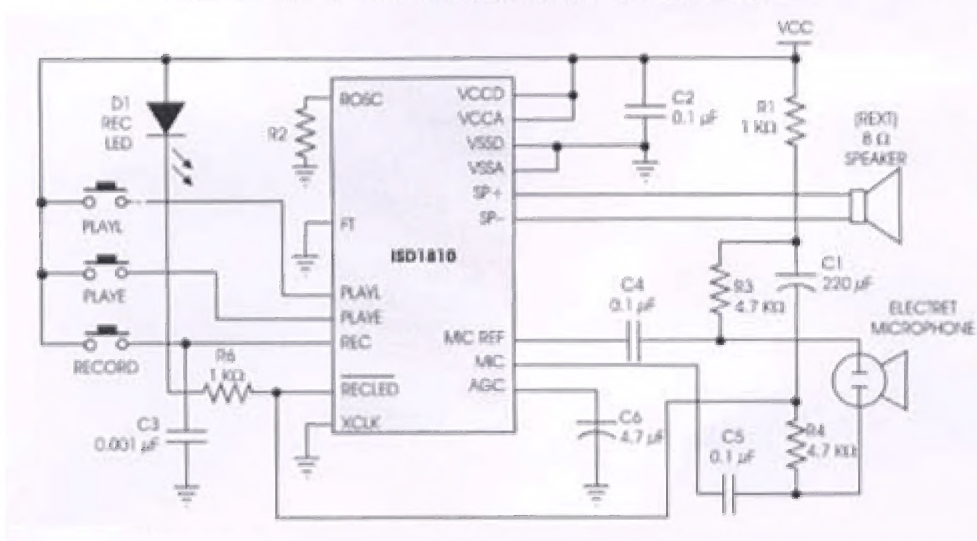 VCC
D1
REC
LED
R2
ROSC
VCCD
VCCA
VSSD
VSSA
SP+
SP-
C2
0.1 µF
R1
1 KΩ
(REXT)
8 Ω
SPEAKER
PLAYL
FT
ISD1810
PLAYE
RECORD
PLAYL
PLAYE
REC
RECLED
XCLK
MIC REF
MIC
AGC
C4
0.1 µF
R3
4.7 KΩ
C1
220 µF
ELECTRET
MICROPHONE
R6
1 KΩ
C3
0.001 µF
C6
4.7 µF
C5
0.1 µF
R4
4.7 KΩ